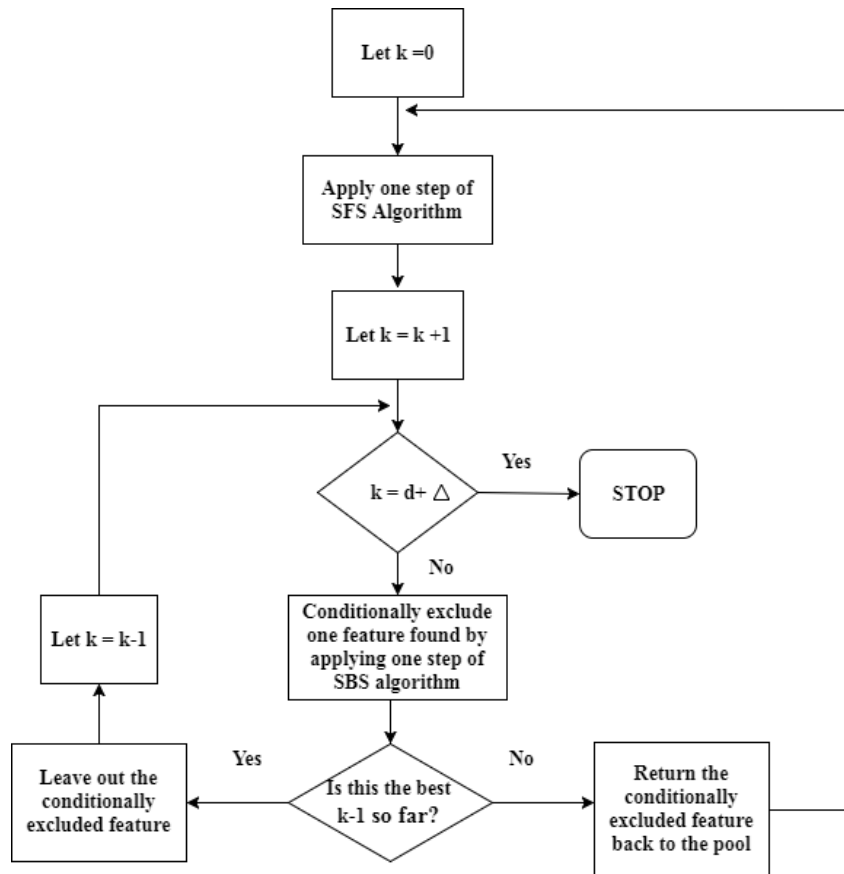 Let k =0
Apply one step of
SFS Algorithm
Let k = k +1
k = d+ △
Yes
STOP
No
Conditionally exclude
one feature found by
applying one step of
SBS algorithm
Let k = k-1
Is this the best
k-1 so far?
Yes
No
Leave out the
conditionally
excluded feature
Return the
conditionally
excluded feature
back to the pool